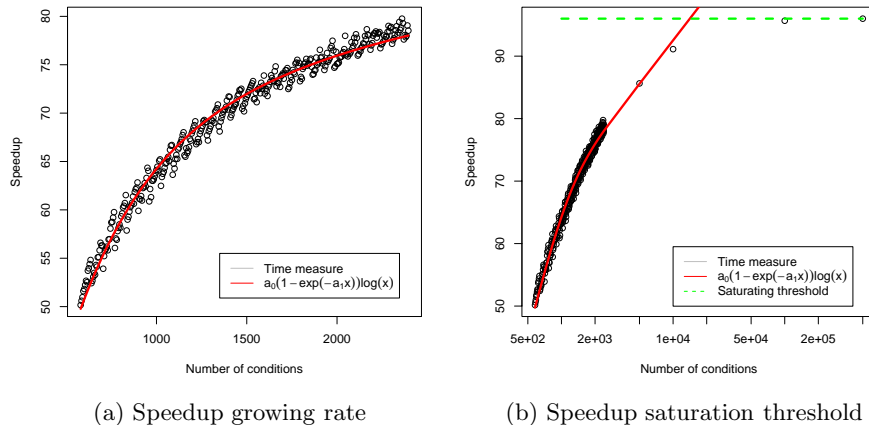 80
75
70
65
60
55
50
Speedup
1000
1500
2000
Number of conditions
Time measure
a₀(1−exp(−a₁x))log(x)
(a) Speedup growing rate
90
80
70
60
50
Speedup
5e+02
2e+03
1e+04
5e+04
2e+05
Number of conditions
Time measure
a₀(1−exp(−a₁x))log(x)
Saturating threshold
(b) Speedup saturation threshold